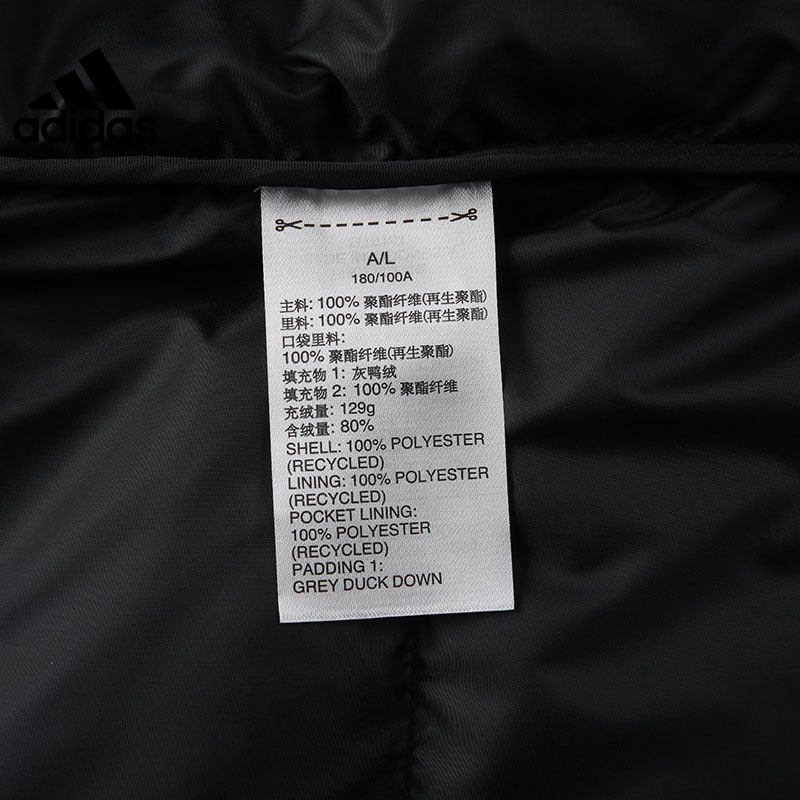 adidas
A/L
180/100A
主料: 100% 聚酯纤维(再生聚酯)
里料: 100% 聚酯纤维(再生聚酯)
口袋里料:
100% 聚酯纤维(再生聚酯)
填充物 1: 灰鸭绒
填充物 2: 100% 聚酯纤维
充绒量: 129g
含绒量: 80%
SHELL: 100% POLYESTER
(RECYCLED)
LINING: 100% POLYESTER
(RECYCLED)
POCKET LINING:
100% POLYESTER
(RECYCLED)
PADDING 1:
GREY DUCK DOWN